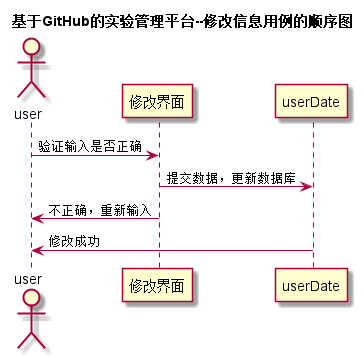 基于GitHub的实验管理平台--修改信息用例的顺序图
user
修改界面
userDate
验证输入是否正确
提交数据，更新数据库
不正确，重新输入
修改成功
user
修改界面
userDate